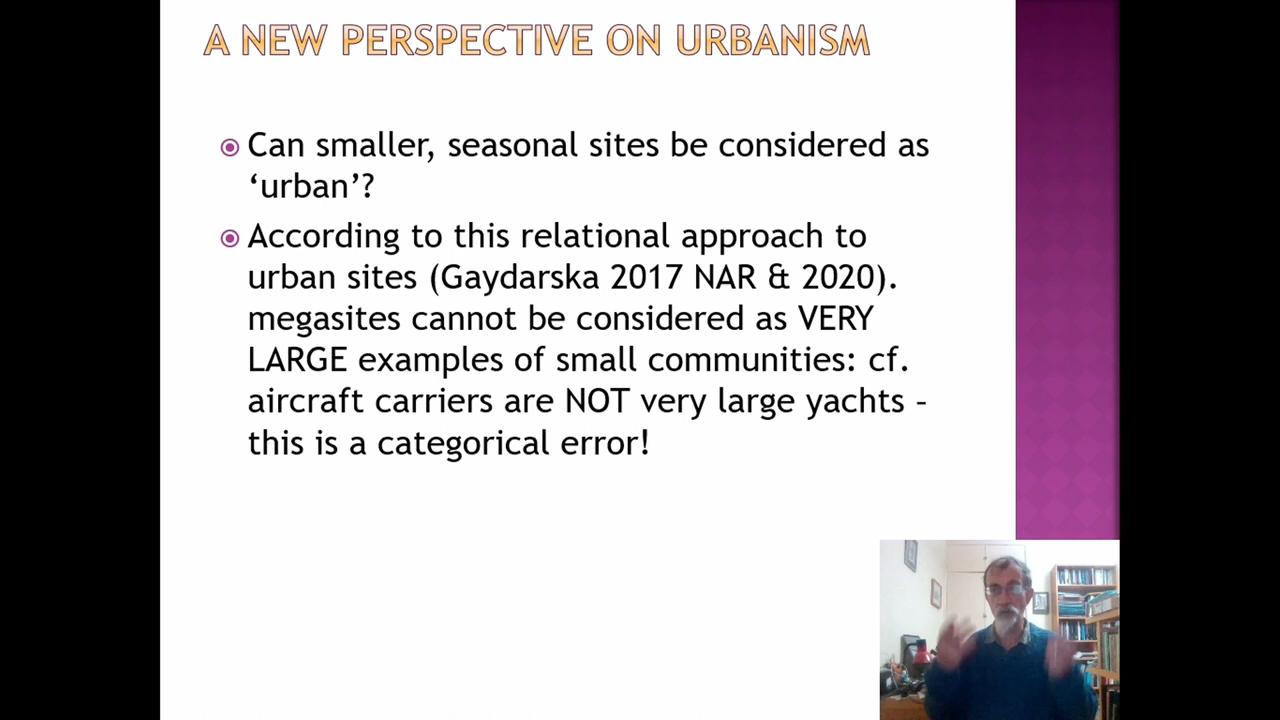 A NEW PERSPECTIVE ON URBANISM
Can smaller, seasonal sites be considered as
‘urban’?
According to this relational approach to
urban sites (Gaydarska 2017 NAR & 2020).
megasites cannot be considered as VERY
LARGE examples of small communities: cf.
aircraft carriers are NOT very large yachts –
this is a categorical error!